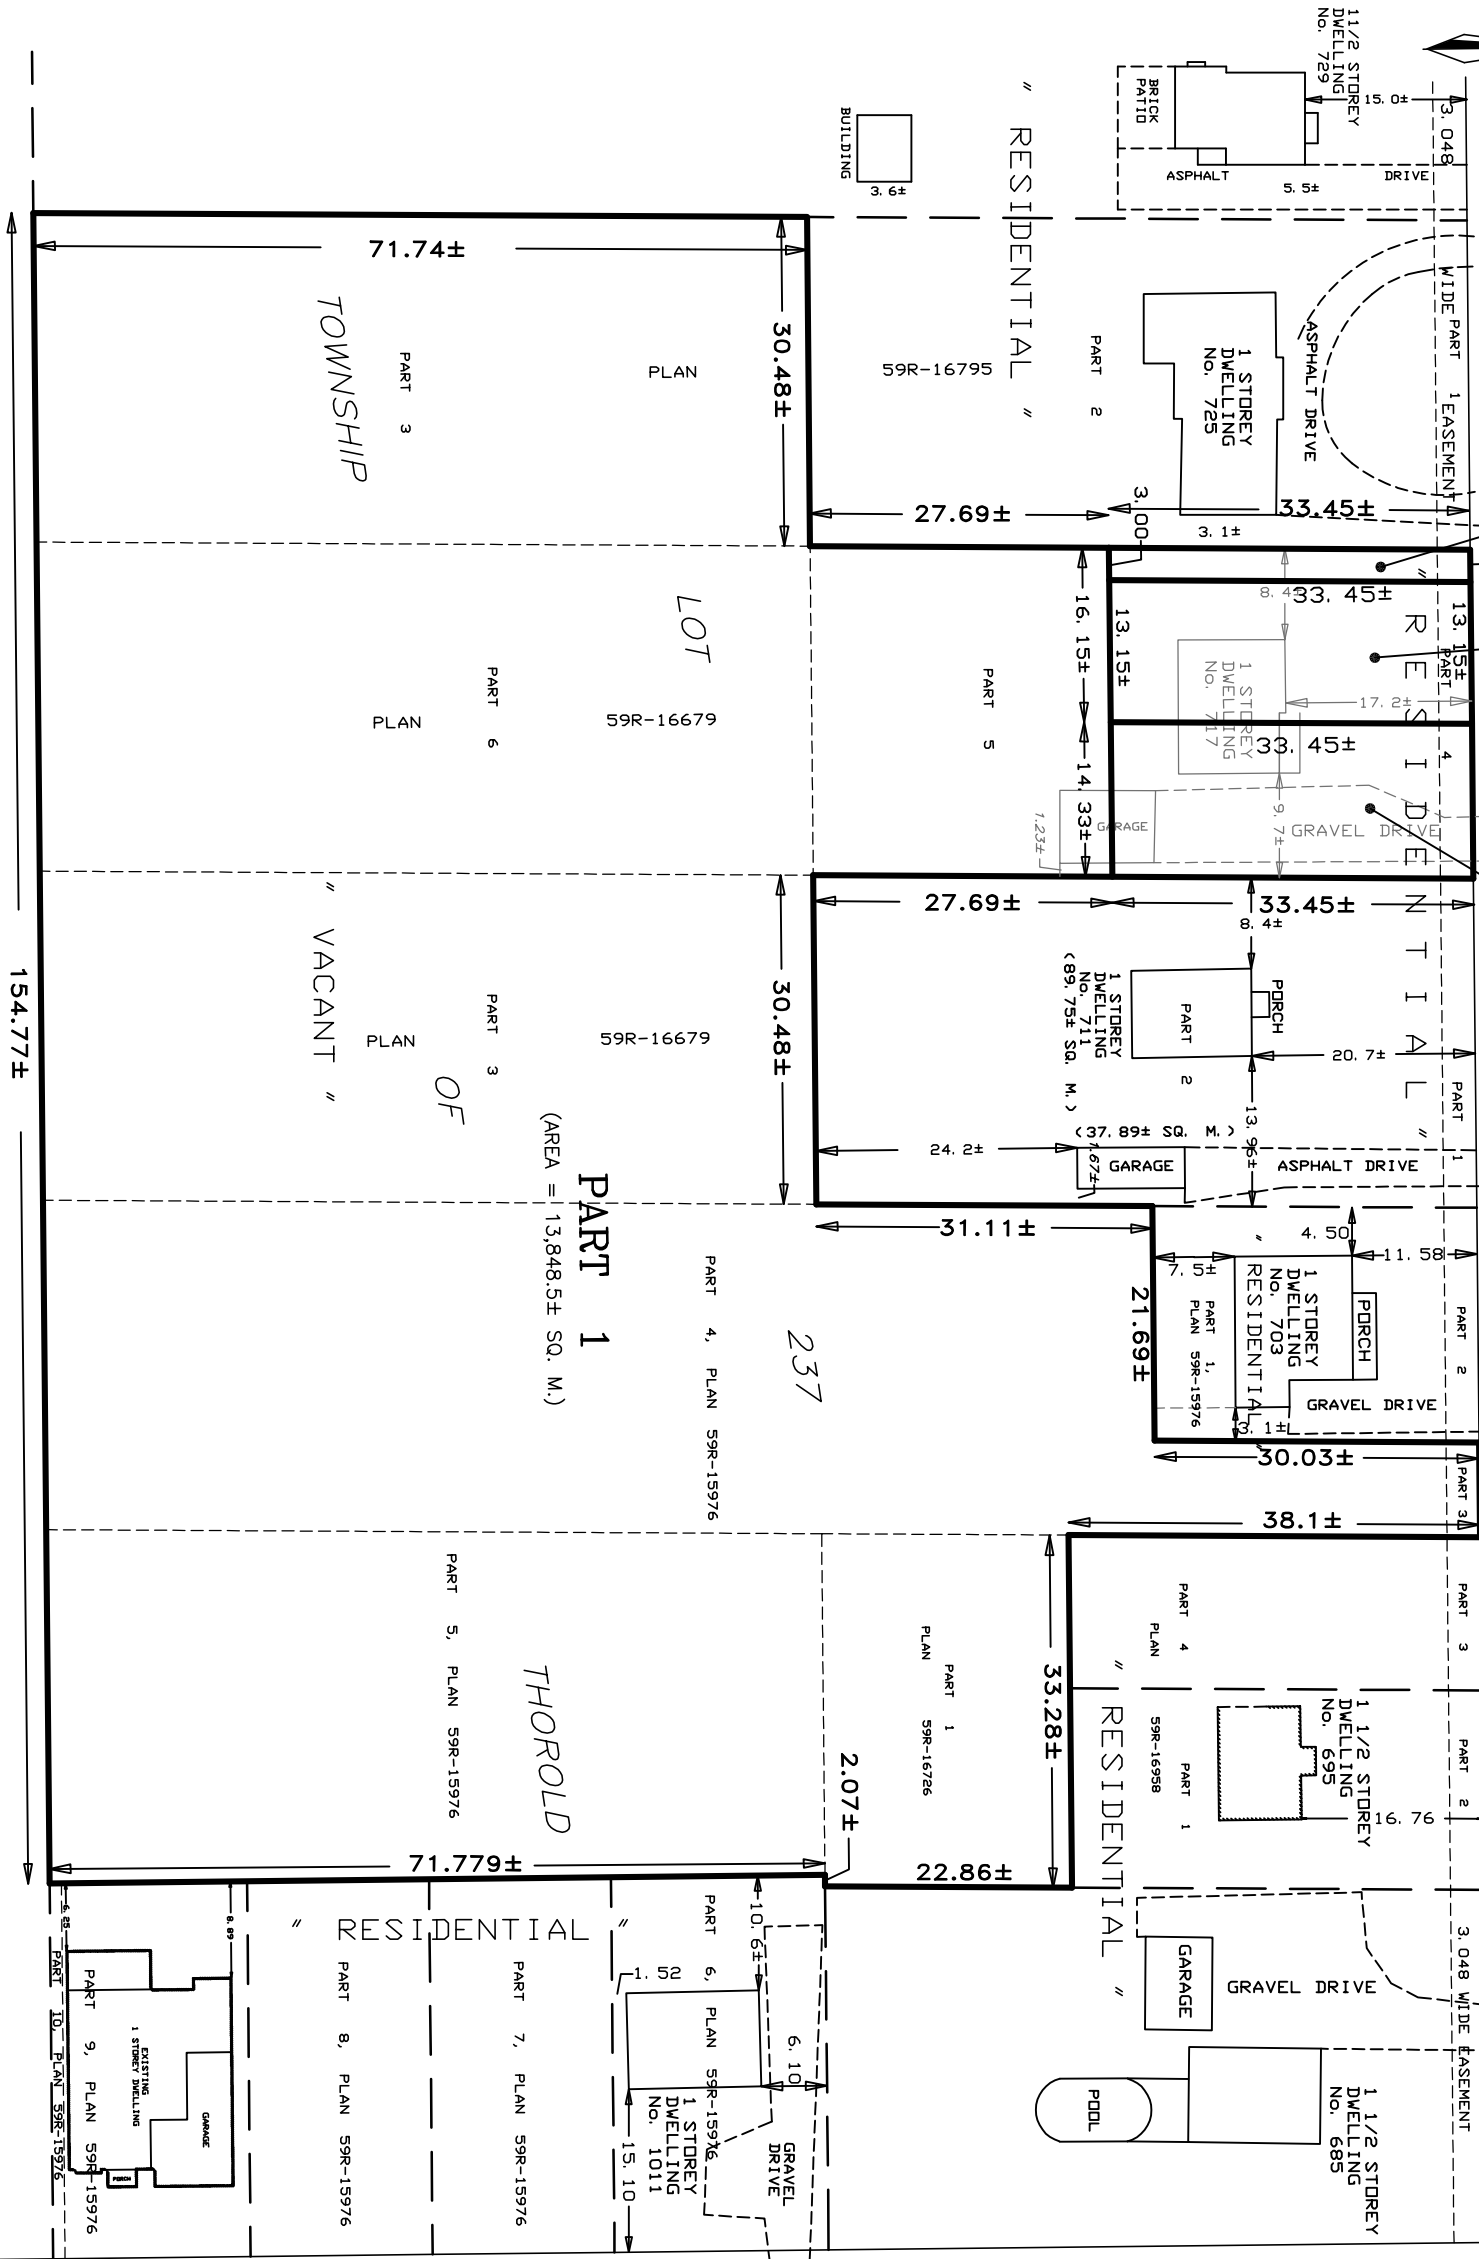 1 1/2 STOREY
DWELLING
No. 729
15.0±
3.048
BRICK
PATIO
ASPHALT
5.5±
DRIVE
BUILDING
3.6±
" RESIDENTIAL "
71.74±
30.48±
TOWNSHIP
PART 3
PLAN
59R-16795
PART 2
1 STOREY
DWELLING
No. 725
ASPHALT DRIVE
WIDE
EASEMENT
PART 1
27.69±
33.45±
3.00
3.1±
8.4±
33.45±
13.15±
16.15±
13.15±
LOT
PART 6
PLAN
59R-16679
PART 5
1 STOREY
DWELLING
No. 717
17.2±
PART 4
33.45±
14.33±
9.7±
GARAGE
GRAVEL DRIVE
1.23±
" RESIDENTIAL "
27.69±
33.45±
8.4±
" VACANT "
154.77±
PART 3
PLAN
59R-16679
OF
30.48±
1 STOREY
DWELLING
No. 711
(89.75± SQ. M.)
PORCH
PART 2
20.7±
13.96±
PART 1
(37.89± SQ. M.)
24.2±
1.67±
GARAGE
ASPHALT DRIVE
PART 1
(AREA = 13,848.5± SQ. M.)
31.11±
4.50
11.58
7.5±
21.69±
PART 1,
PLAN 59R-15976
" RESIDENTIAL "
1 STOREY
DWELLING
No. 703
PORCH
PART 2
GRAVEL DRIVE
3.1±
30.03±
PART 3
237
PART 4, PLAN 59R-15976
38.1±
PART 5, PLAN 59R-15976
THOROLD
PART 1
PLAN 59R-16726
33.28±
2.07±
22.86±
71.779±
PART 4
PLAN 59R-16958
PART 1
PART 3
PART 2
" RESIDENTIAL "
1 1/2 STOREY
DWELLING
No. 695
16.76
3.048 WIDE EASEMENT
GARAGE
GRAVEL DRIVE
POOL
1 1/2 STOREY
DWELLING
No. 685
" RESIDENTIAL "
6.25
8.89
PART 10, PLAN 59R-15976
PART 9, PLAN 59R-15976
EXISTING
1 STOREY DWELLING
GARAGE
PORCH
PART 8, PLAN 59R-15976
PART 7, PLAN 59R-15976
PART 6, PLAN 59R-15976
1.52
10.6±
6.10
15.10
1 STOREY
DWELLING
No. 1011
GRAVEL
DRIVE